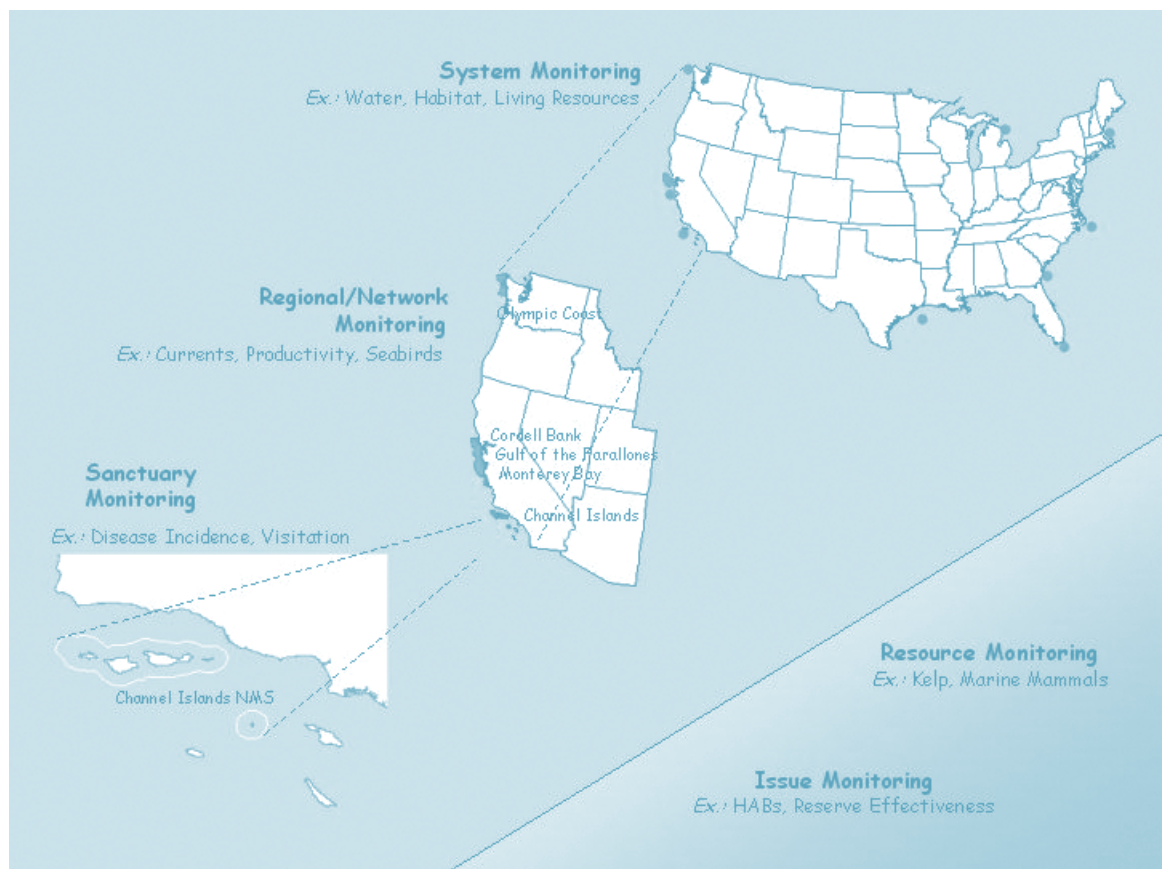 System Monitoring
Ex.: Water, Habitat, Living Resources
Regional/Network
Monitoring
Ex.: Currents, Productivity, Seabirds
Olympic Coast
Cordell Bank
Gulf of the Farallones
Monterey Bay
Channel Islands
Sanctuary
Monitoring
Ex.: Disease Incidence, Visitation
Channel Islands NMS
Resource Monitoring
Ex.: Kelp, Marine Mammals
Issue Monitoring
Ex.: HABs, Reserve Effectiveness